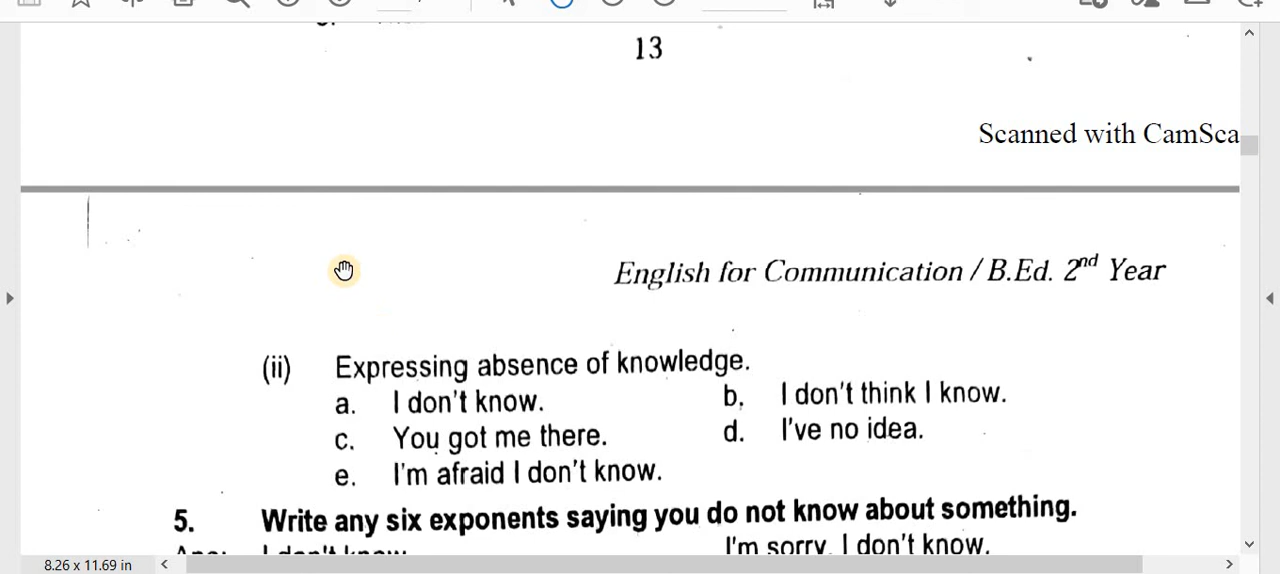 13
Scanned with CamSca
English for Communication / B.Ed. 2nd Year
(ii) Expressing absence of knowledge.
a. I don't know. b. I don't think I know.
c. You got me there. d. I've no idea.
e. I'm afraid I don't know.
5. Write any six exponents saying you do not know about something.
I'm sorry, I don't know.
8.26 x 11.69 in